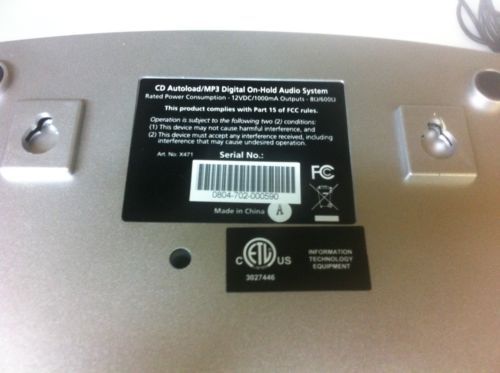 CD Autoload/MP3 Digital On-Hold Audio System
Rated Power Consumption - 12VDC/1000mA Outputs - 8U/600U
This product complies with Part 15 of FCC rules.
Operation is subject to the following two (2) conditions:
(1) This device may not cause harmful interference, and
(2) This device must accept any interference received, including
interference that may cause undesired operation.
Art. No: X471
Serial No.:
FC
0804-702-000590
Made in China
A
C ETL US
3027446
INFORMATION
TECHNOLOGY
EQUIPMENT